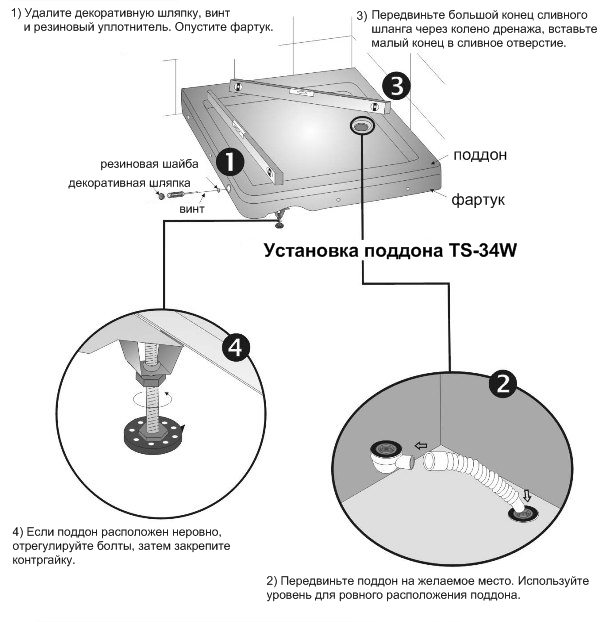 1) Удалите декоративную шляпку, винт
и резиновый уплотнитель. Опустите фартук.
3) Передвиньте большой конец сливного
шланга через колено дренажа, вставьте
малый конец в сливное отверстие.
3
1
резиновая шайба
декоративная шляпка
винт
поддон
фартук
Установка поддона TS-34W
4
2
4) Если поддон расположен неровно,
отрегулируйте болты, затем закрепите
контргайку.
2) Передвиньте поддон на желаемое место. Используйте
уровень для ровного расположения поддона.